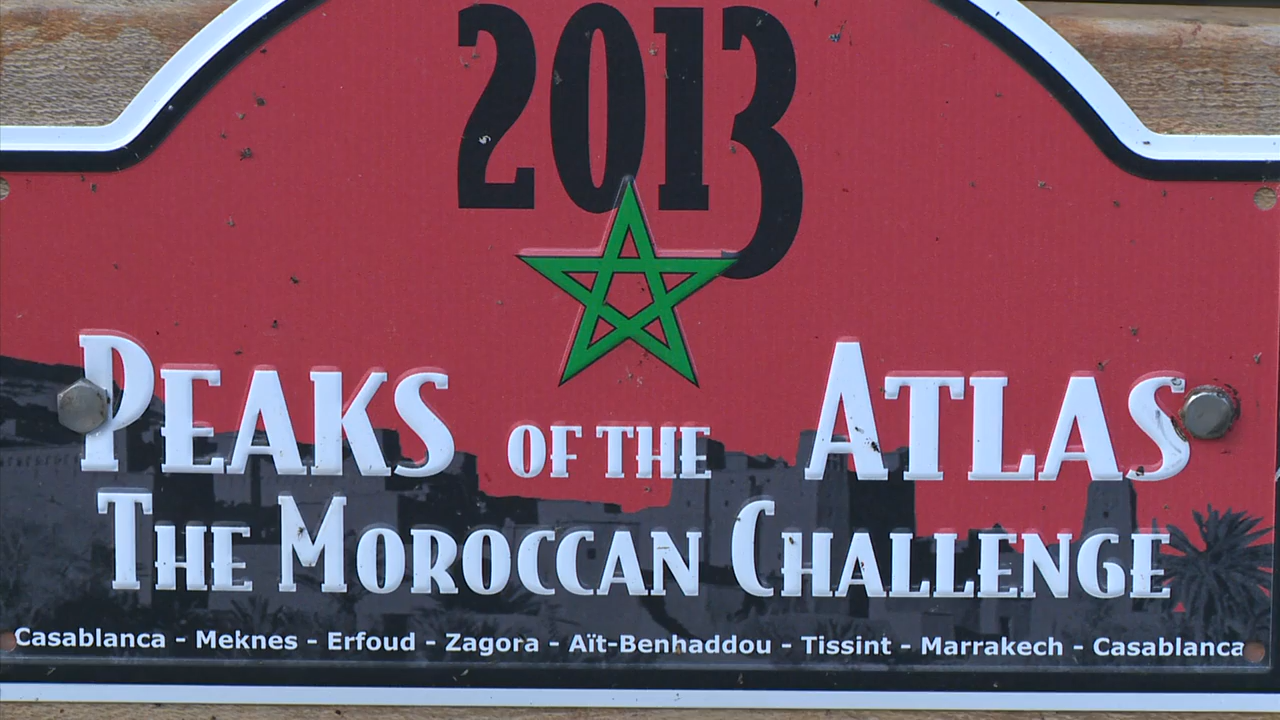 2013
PEAKS OF THE ATLAS
THE MOROCCAN CHALLENGE
Casablanca - Meknes - Erfoud - Zagora - Aït-Benhaddou - Tissint - Marrakech - Casablanca